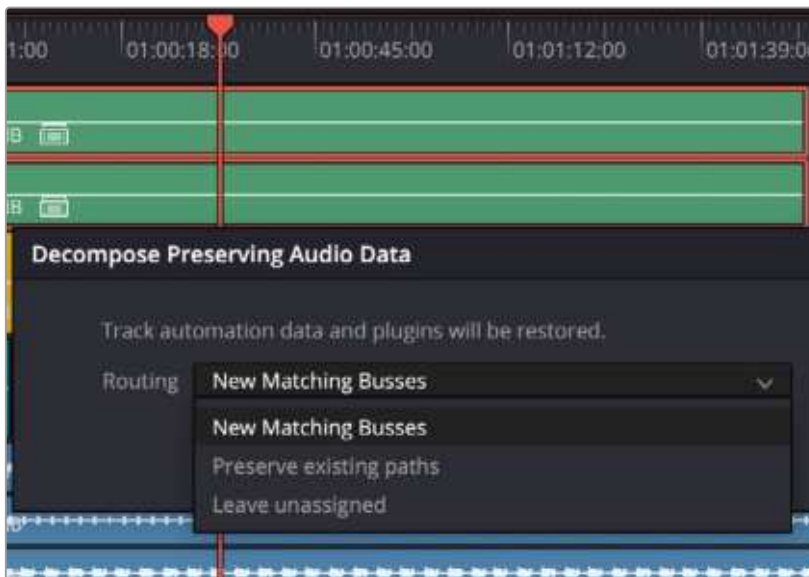 1:00 01:00:18:00 01:00:45:00 01:01:12:00 01:01:39:0
Decompose Preserving Audio Data
Track automation data and plugins will be restored.
Routing New Matching Busses
New Matching Busses
Preserve existing paths
Leave unassigned